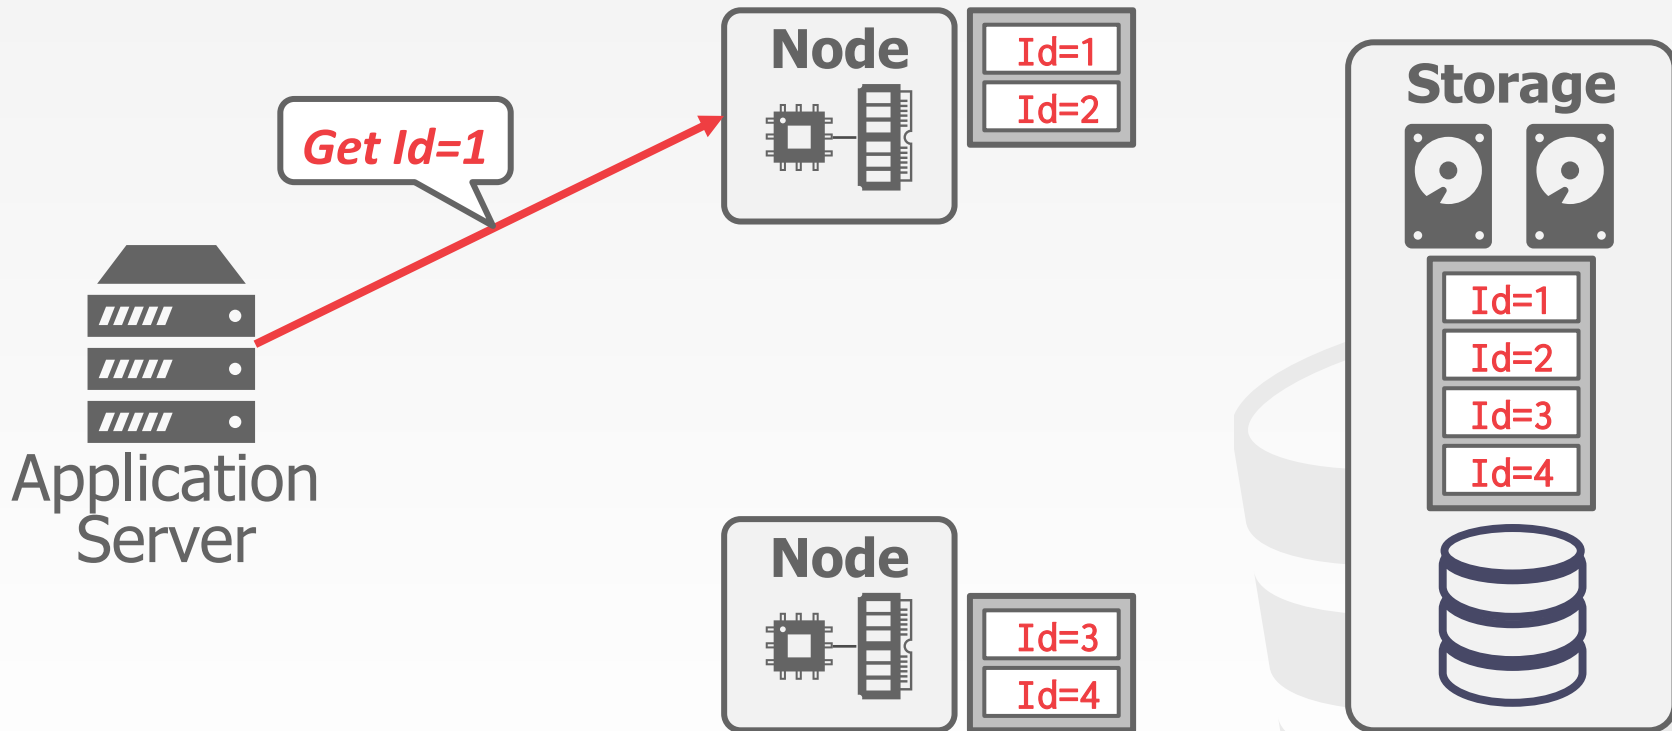 Node
Id=1
Id=2
Get Id=1
Application
Server
Node
Id=3
Id=4
Storage
Id=1
Id=2
Id=3
Id=4